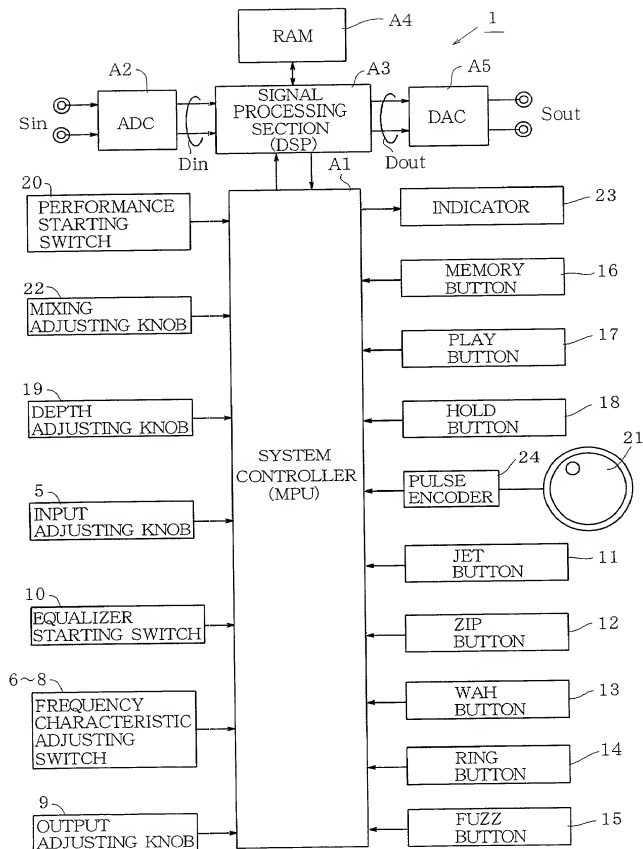 1
RAM
A4
A2
A3
A5
Sin
ADC
SIGNAL
PROCESSING
SECTION
(DSP)
DAC
Sout
Din
Dout
A1
20
PERFORMANCE
STARTING
SWITCH
INDICATOR
23
22
MIXING
ADJUSTING KNOB
MEMORY
BUTTON
16
PLAY
BUTTON
17
19
DEPTH
ADJUSTING KNOB
HOLD
BUTTON
18
SYSTEM
CONTROLLER
(MPU)
24
21
PULSE
ENCODER
5
INPUT
ADJUSTING KNOB
JET
BUTTON
11
10
EQUALIZER
STARTING SWITCH
ZIP
BUTTON
12
6~8
FREQUENCY
CHARACTERISTIC
ADJUSTING
SWITCH
WAH
BUTTON
13
RING
BUTTON
14
9
OUTPUT
ADJUSTING KNOB
FUZZ
BUTTON
15